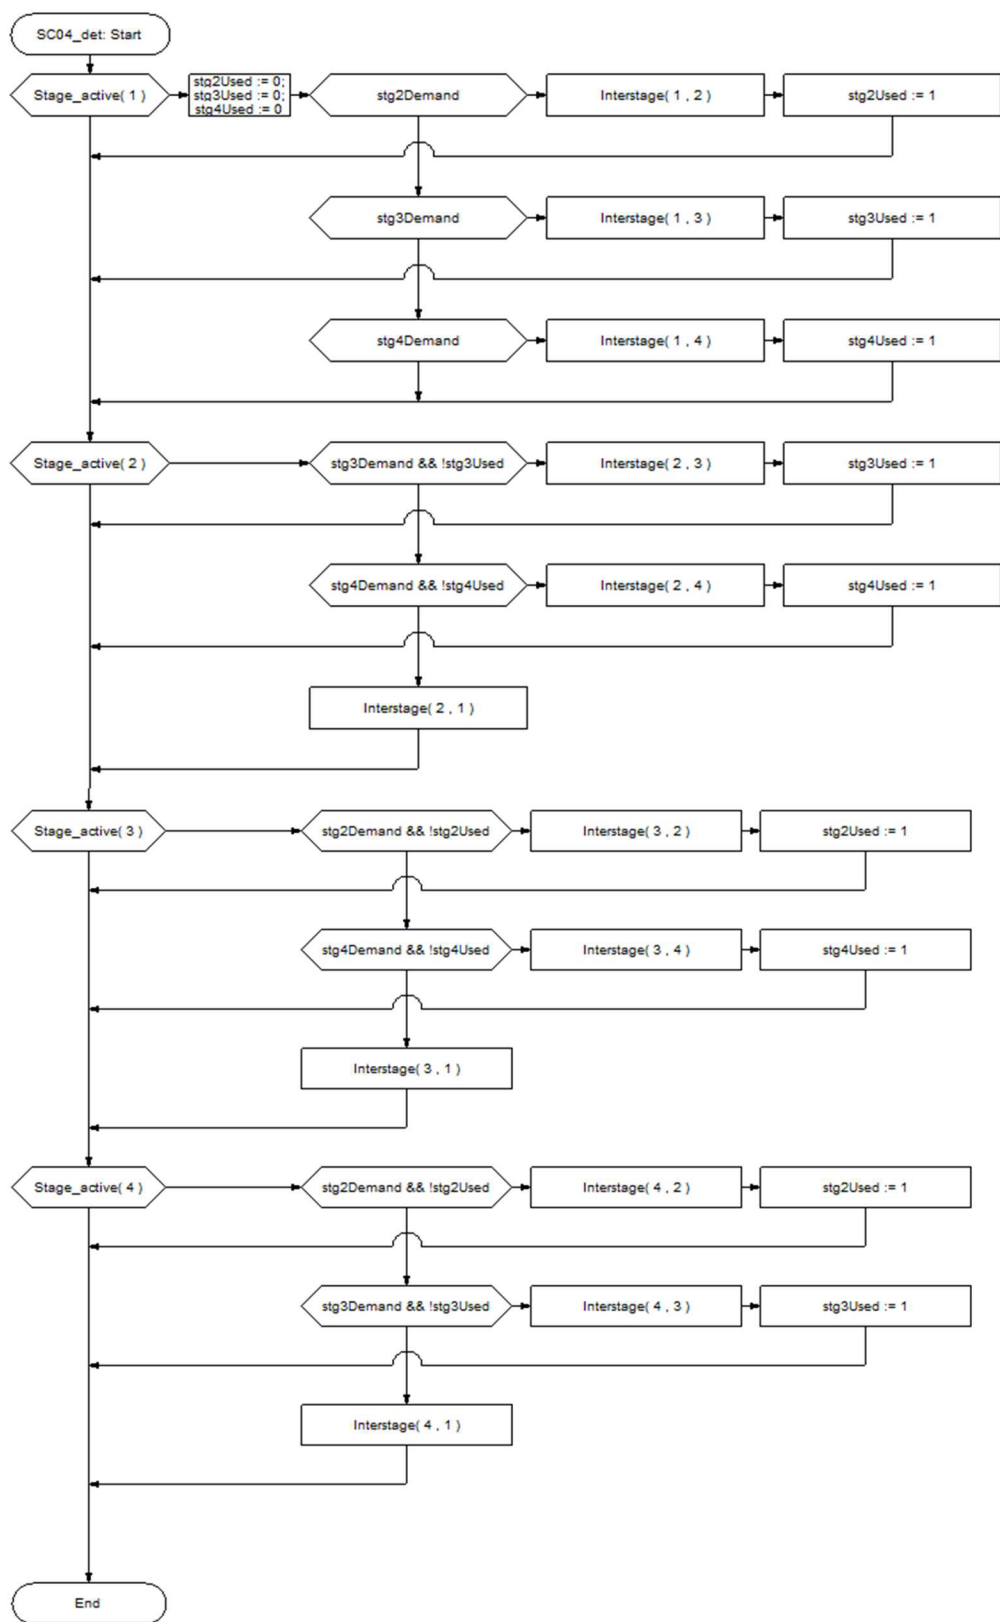 SC04_det: Start
Stage_active( 1 )
stg2Used := 0;
stg3Used := 0;
stg4Used := 0
stg2Demand
Interstage( 1 , 2 )
stg2Used := 1
stg3Demand
Interstage( 1 , 3 )
stg3Used := 1
stg4Demand
Interstage( 1 , 4 )
stg4Used := 1
Stage_active( 2 )
stg3Demand && !stg3Used
Interstage( 2 , 3 )
stg3Used := 1
stg4Demand && !stg4Used
Interstage( 2 , 4 )
stg4Used := 1
Interstage( 2 , 1 )
Stage_active( 3 )
stg2Demand && !stg2Used
Interstage( 3 , 2 )
stg2Used := 1
stg4Demand && !stg4Used
Interstage( 3 , 4 )
stg4Used := 1
Interstage( 3 , 1 )
Stage_active( 4 )
stg2Demand && !stg2Used
Interstage( 4 , 2 )
stg2Used := 1
stg3Demand && !stg3Used
Interstage( 4 , 3 )
stg3Used := 1
Interstage( 4 , 1 )
End